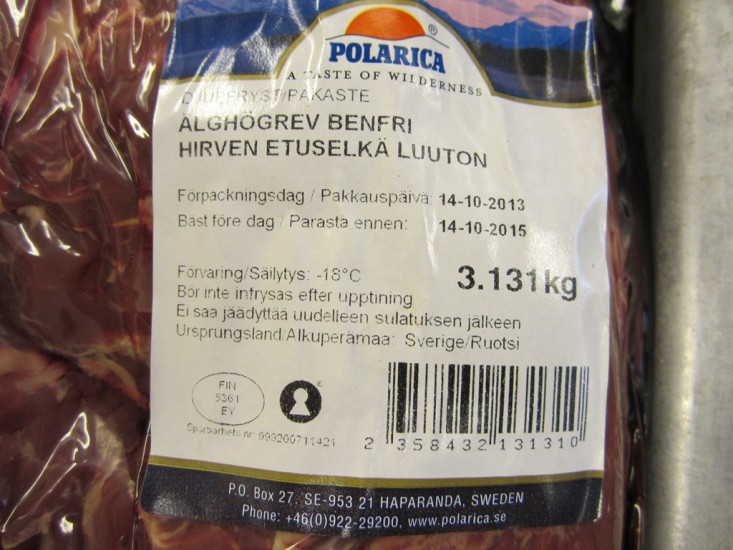 POLARICA
®
A TASTE OF WILDERNESS
DJUPFRYST/PAKASTE
ÄLGHÖGREV BENFRI
HIRVEN ETUSELKÄ LUUTON
Förpackningsdag / Pakkauspäivä: 14-10-2013
Bäst före dag / Parasta ennen: 14-10-2015
Förvaring/Säilytys: -18°C
3.131kg
Bör inte infrysas efter upptining
Ei saa jäädyttää uudelleen sulatuksen jälkeen
Ursprungsland/Alkuperämaa: Sverige/Ruotsi
FIN
5361
EY
Spårbarhets nr: 999200711421
2 358432 131310
P.O. Box 27, SE-953 21 HAPARANDA, SWEDEN
Phone: +46(0)922-29200, www.polarica.se